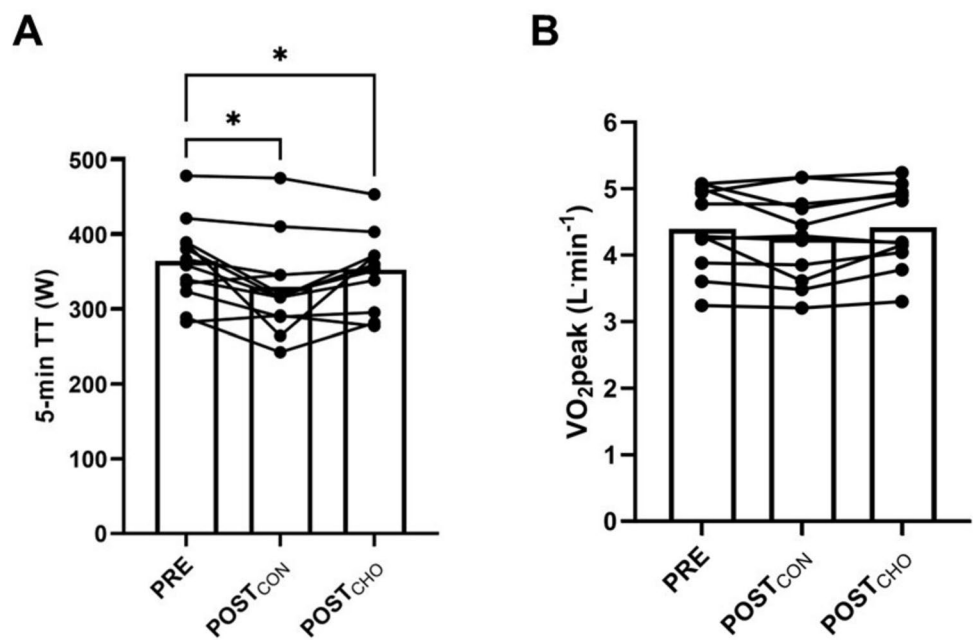 A
B
*
*
5-min TT (W)
500
400
300
200
100
0
PRE
POSTCON
POSTCHO
VO2peak (L·min-1)
6
5
4
3
2
1
0
PRE
POSTCON
POSTCHO